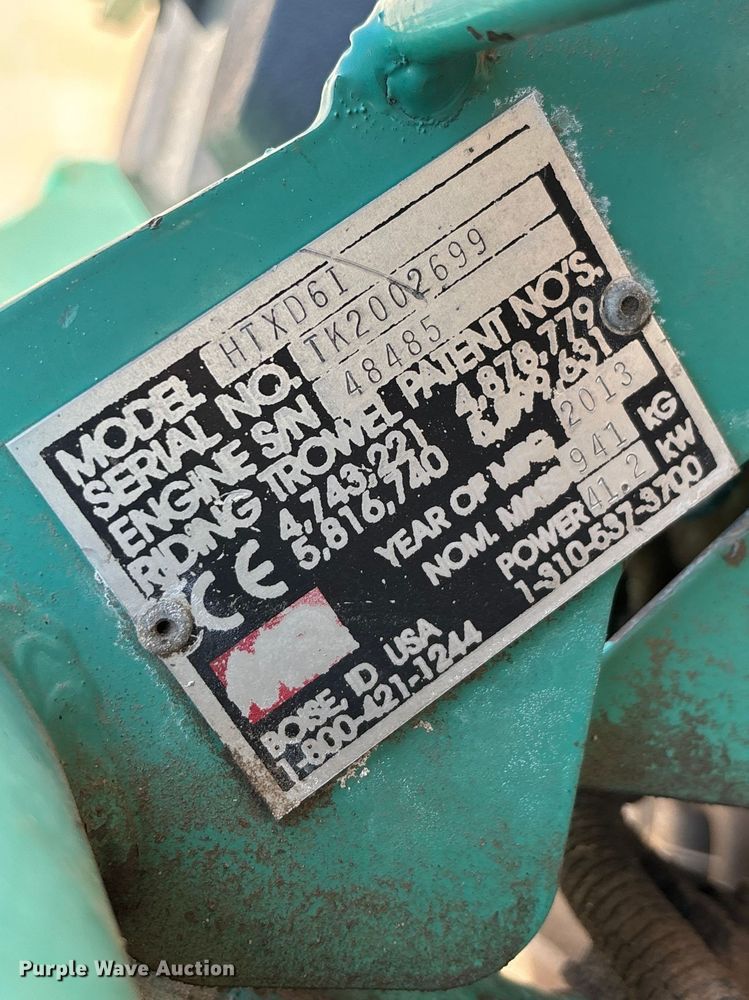 MODEL HTXD6I
SERIAL NO. TK2002699
ENGINE S/N 48485
RIDING TROWEL PATENT NO'S.
4,743,221 4,878,779
5,816,740
YEAR OF 2013
NOM. MASS 941 KG
POWER 41.2 KW
CE
BOISE, ID USA 1-310-637-3700
1-800-421-1244
Purple Wave Auction